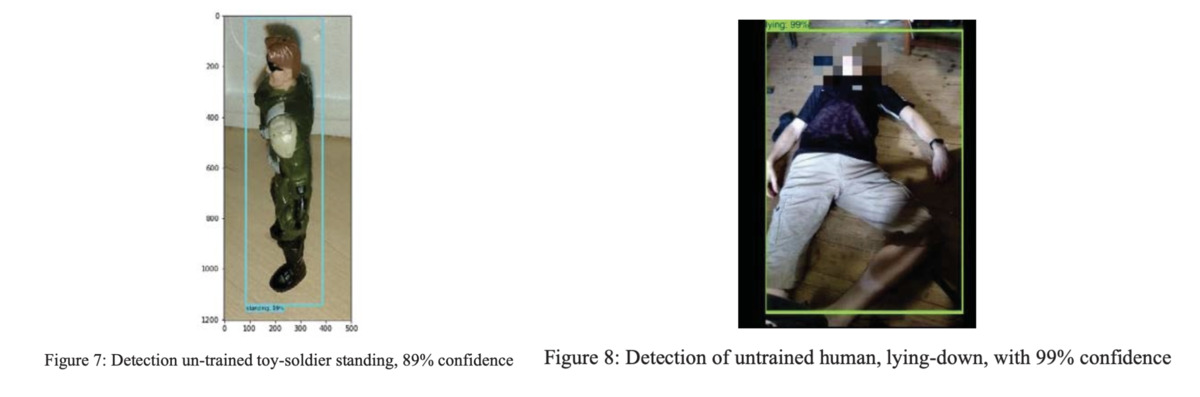 0
200
400
600
800
1000
1200
0 100 200 300 400 500
standing: 89%
lying: 99%
Figure 7: Detection un-trained toy-soldier standing, 89% confidence
Figure 8: Detection of untrained human, lying-down, with 99% confidence